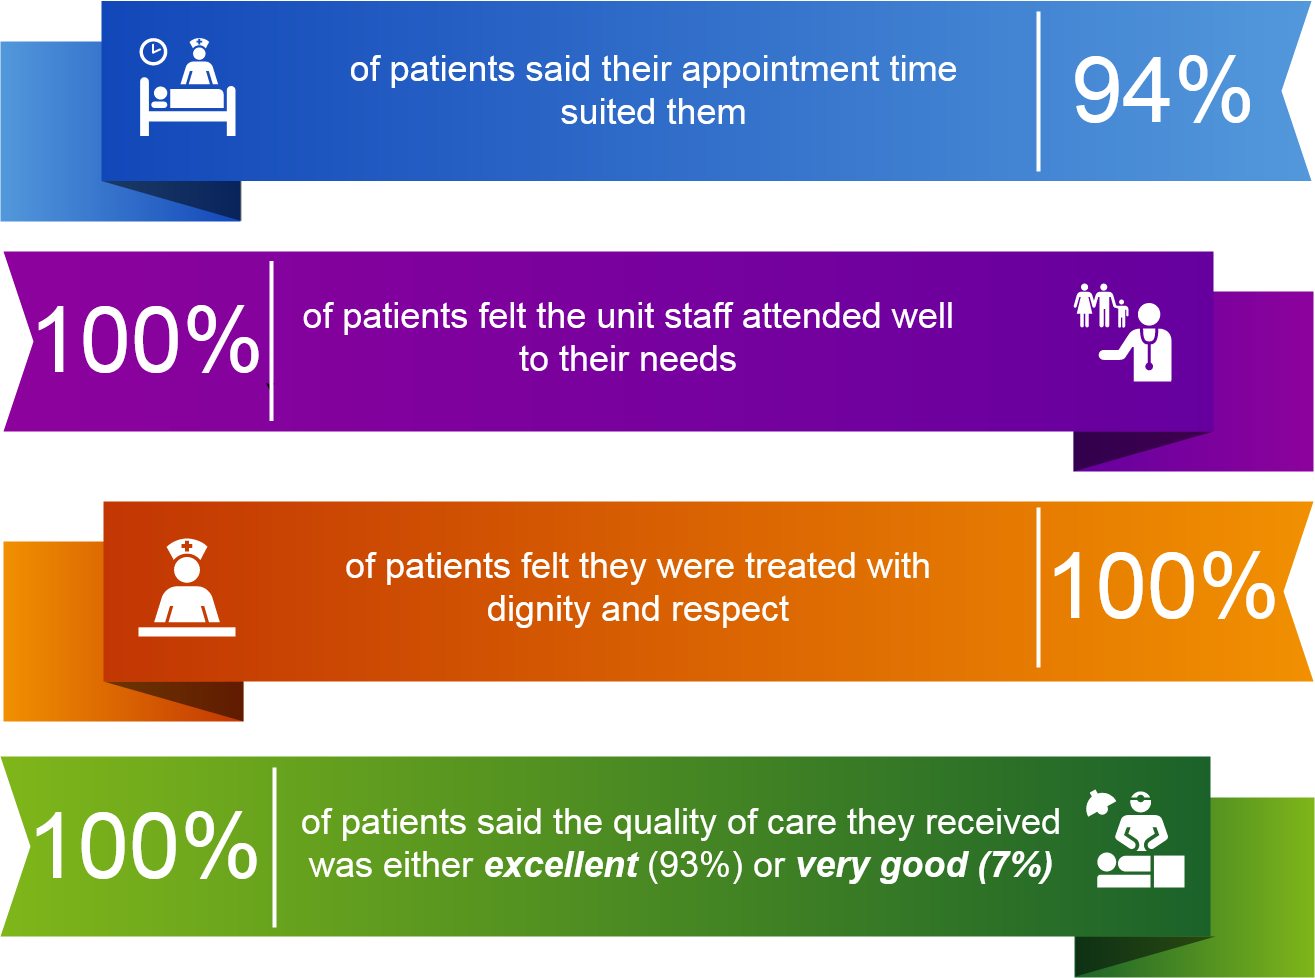 of patients said their appointment time
suited them
94%
100%
of patients felt the unit staff attended well
to their needs
of patients felt they were treated with
dignity and respect
100%
100%
of patients said the quality of care they received
was either excellent (93%) or very good (7%)